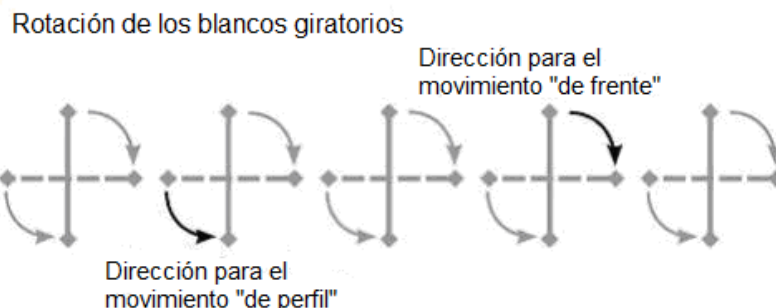 Rotación de los blancos giratorios
Dirección para el
movimiento "de frente"
Dirección para el
movimiento "de perfil"